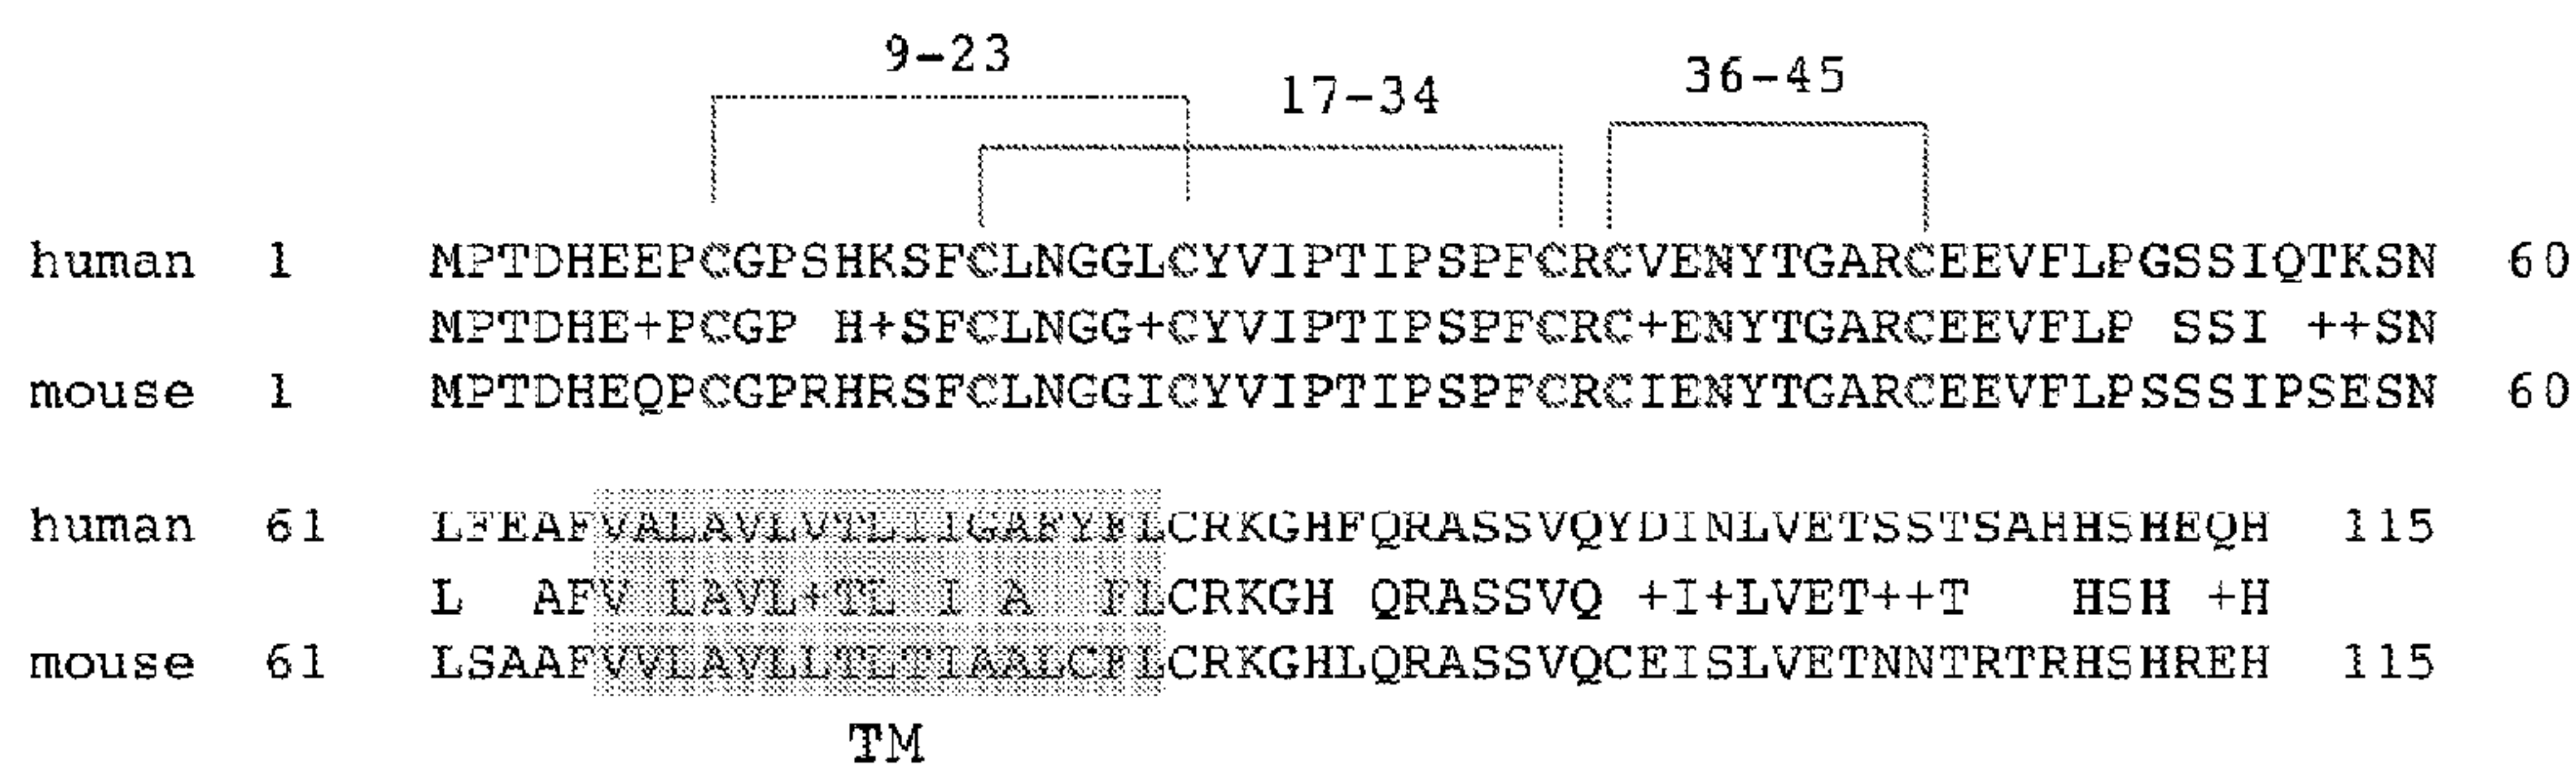 9-23
17-34
36-45
human 1 MPTDHEEPCGPSHKSFCLNGGLCYVIPTIPSPFCRCVENYTGARCEEVFLPGSSIQTKSN 60
MPTDHE+PCGP H+SFCLNGG+CYVIPTIPSPFCRC+ENYTGARCEEVFLP SSI ++SN
mouse 1 MPTDHEQPCGPRHRSFCLNGGICYVIPTIPSPFCRCIENYTGARCEEVFLPSSSIPSESN 60
human 61 LFEAFVALAVLVTLIIGAFYFLCRKGHFQRASSVQYDINLVETSSTSAHHSHEQH 115
L AFV LAVL+TL I A FLCRKGH QRASSVQ +I+LVET++T HSH +H
mouse 61 LSAAFVVLAVLLTLTIAALCFLCRKGHLQRASSVQCEISLVETNNTRTRHSHREH 115
TM